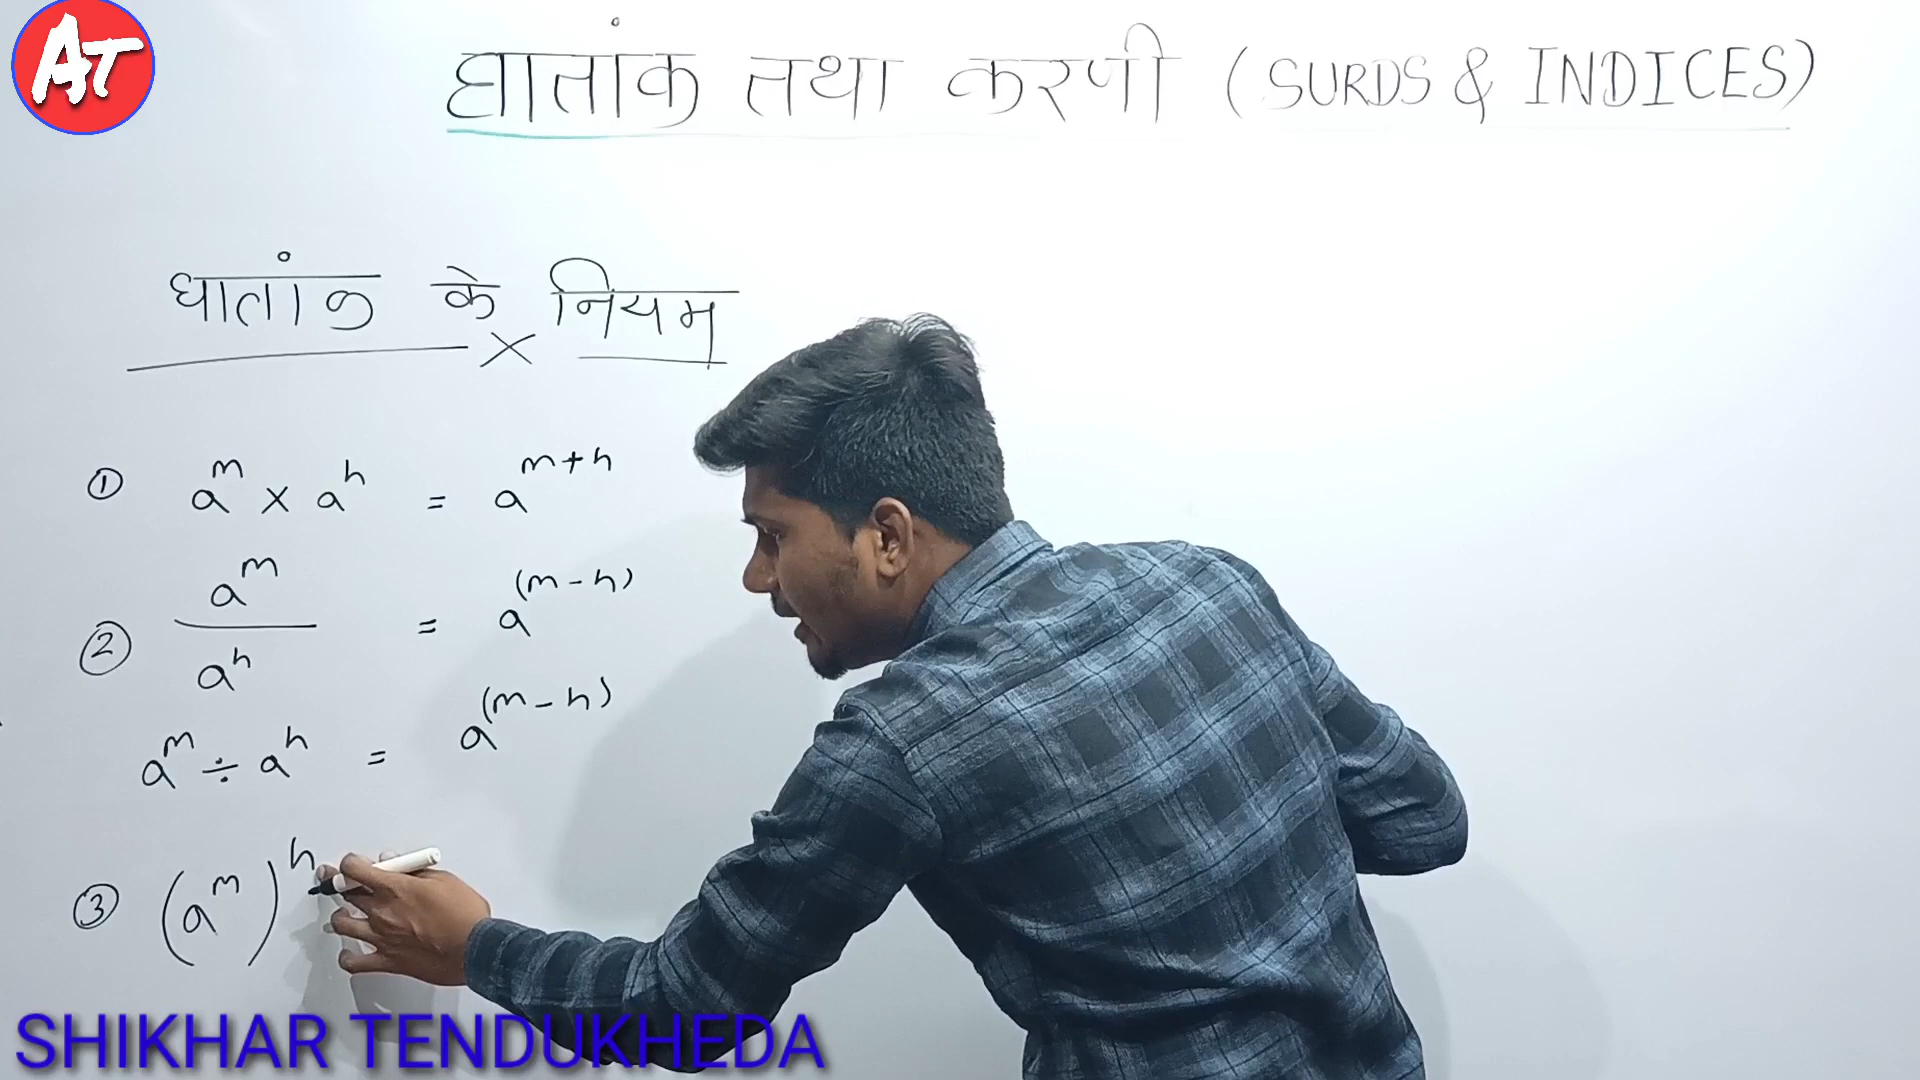 AT
घातांक तथा करणी (SURDS & INDICES)
घातांक के नियम
① a^m × a^n = a^{m+n}
② a^m / a^n = a^{(m-n)}
a^m ÷ a^n = a^{(m-n)}
③ (a^m)^n
SHIKHAR TENDUKHEDA